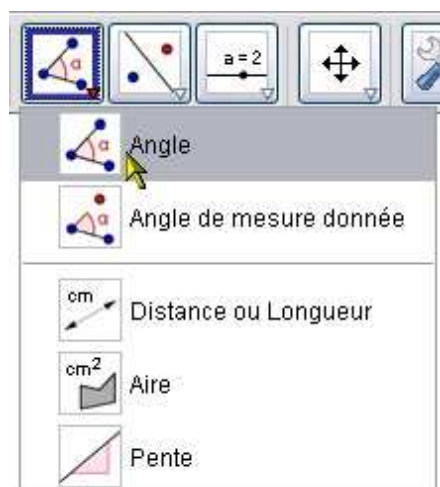 α
a = 2
α
Angle
α
Angle de mesure donnée
cm
Distance ou Longueur
cm²
Aire
Pente